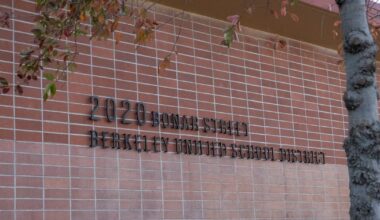 2020 BONAR STREET
BERKELEY UNIFIED SCHOOL DISTRICT